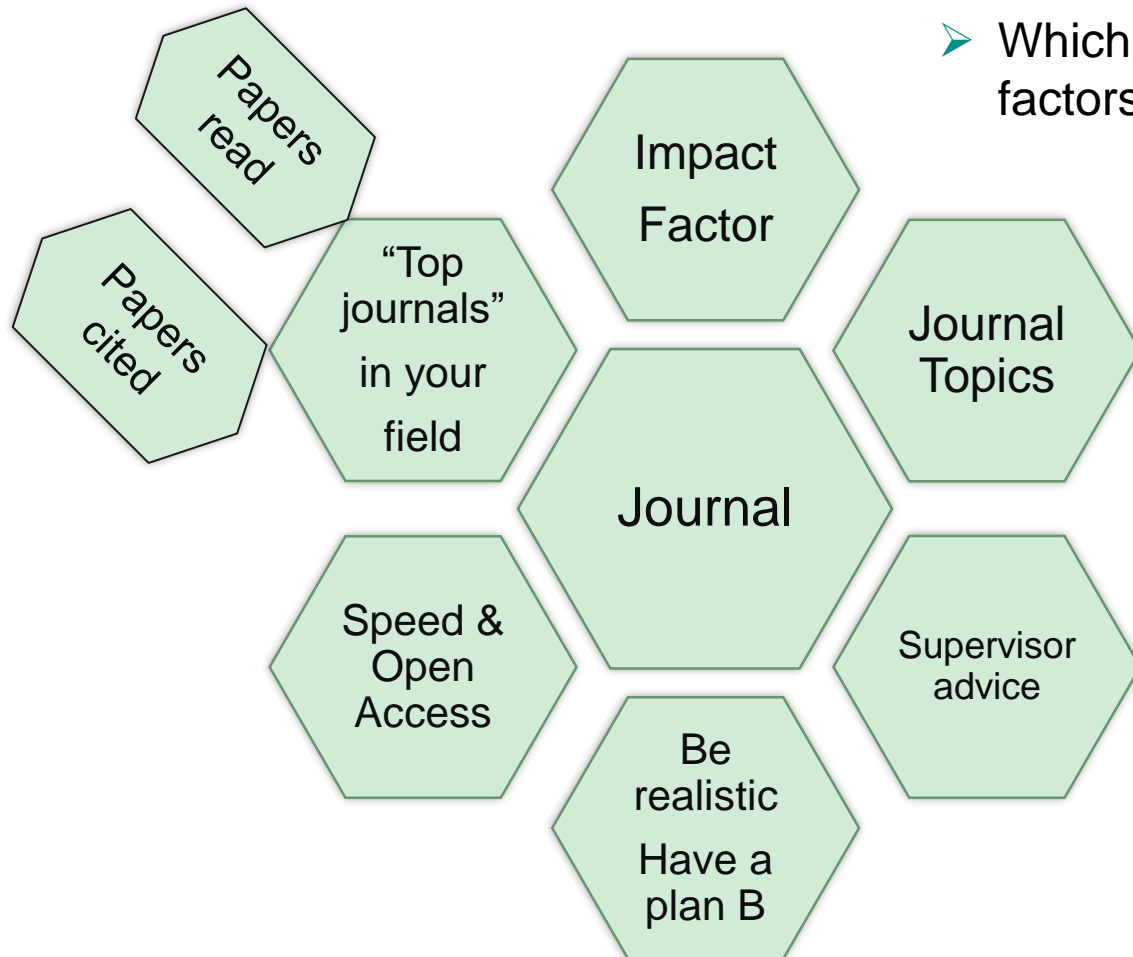 Which
factors
Papers
read
Papers
cited
Impact
Factor
“Top
journals”
in your
field
Journal
Topics
Journal
Speed &
Open
Access
Supervisor
advice
Be
realistic
Have a
plan B